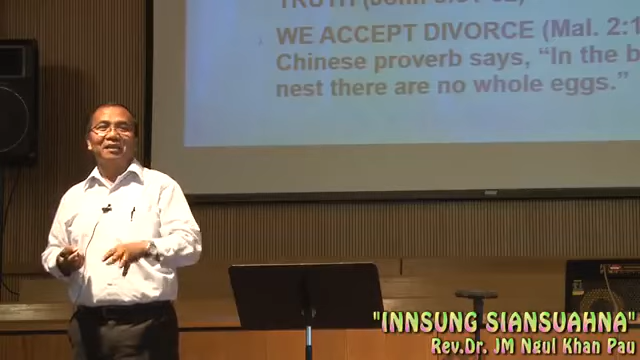 WE ACCEPT DIVORCE (Mal. 2:1
Chinese proverb says, "In the b
nest there are no whole eggs."
"INNSUNG SIANSUAHNA"
Rev.Dr. JM Ngul Khan Pau